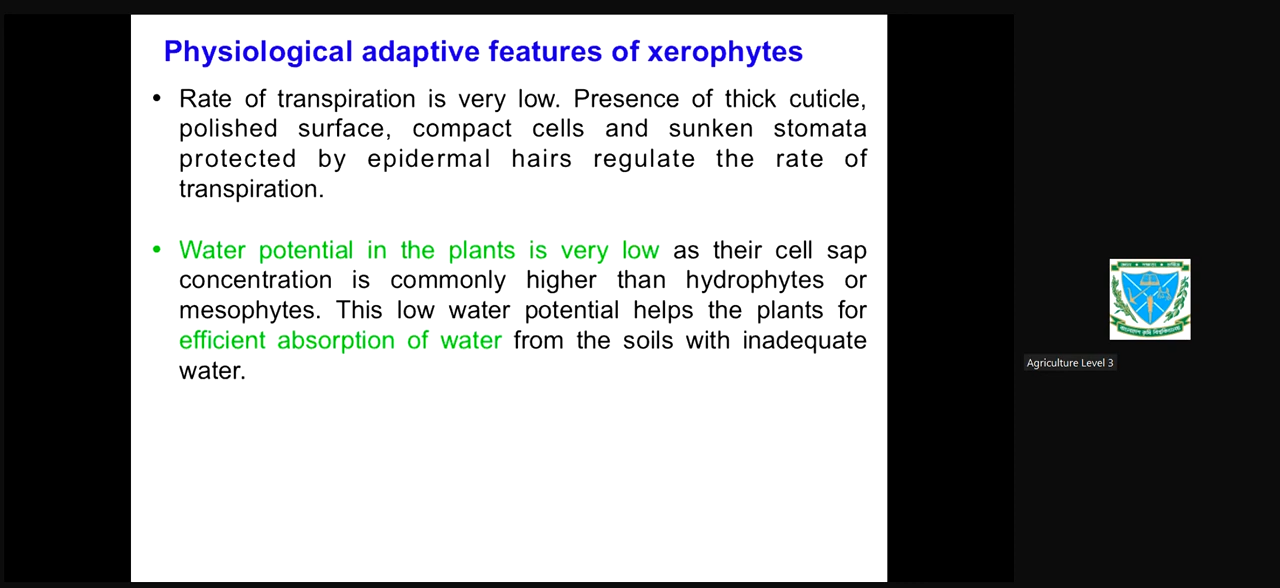 Physiological adaptive features of xerophytes
• Rate of transpiration is very low. Presence of thick cuticle,
polished surface, compact cells and sunken stomata
protected by epidermal hairs regulate the rate of
transpiration.
• Water potential in the plants is very low as their cell sap
concentration is commonly higher than hydrophytes or
mesophytes. This low water potential helps the plants for
efficient absorption of water from the soils with inadequate
water.
Agriculture Level 3